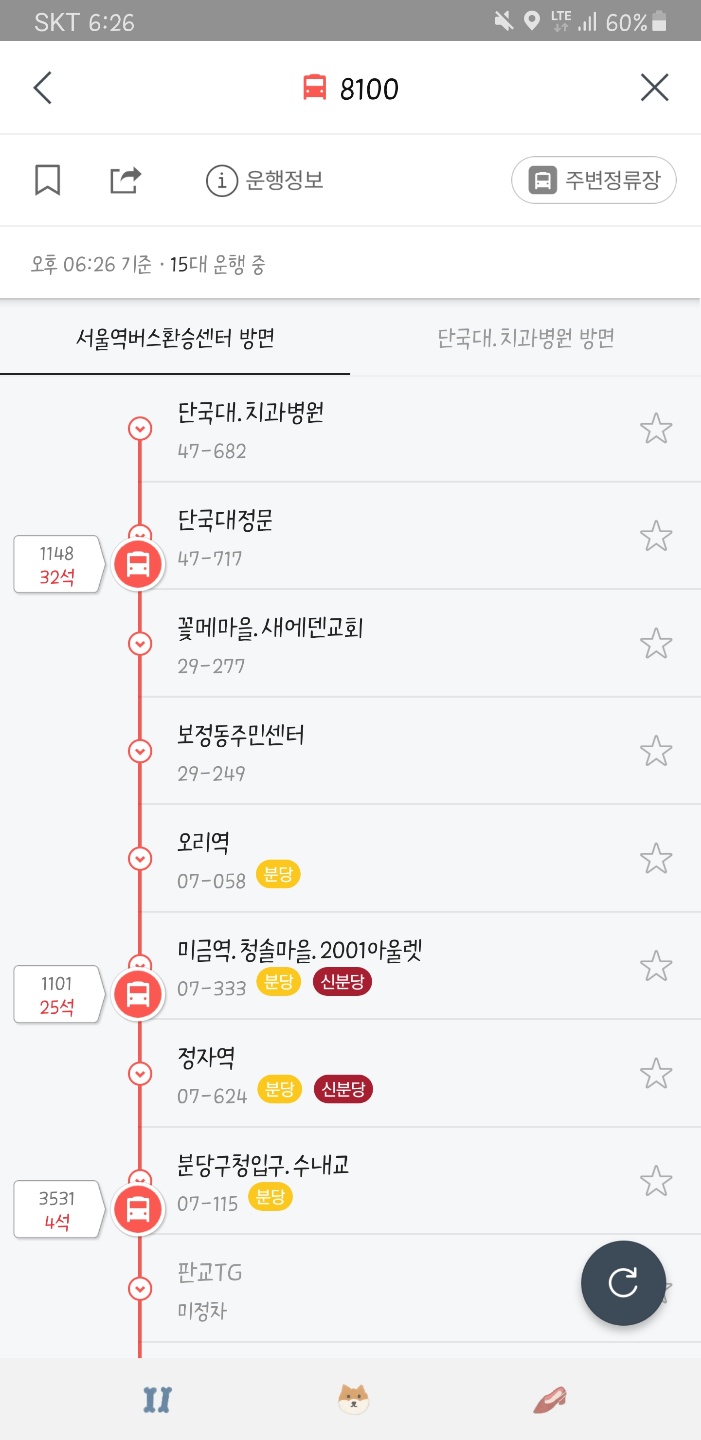 SKT 6:26
LTE
60%
8100
운행정보
주변정류장
오후 06:26 기준 · 15대 운행 중
서울역버스환승센터 방면
단국대.치과병원 방면
단국대.치과병원
47-682
단국대정문
47-717
1148
32석
꽃메마을.새에덴교회
29-277
보정동주민센터
29-249
오리역
07-058 분당
미금역.청솔마을.2001아울렛
07-333 분당 신분당
1101
25석
정자역
07-624 분당 신분당
분당구청입구.수내교
07-115 분당
3531
4석
판교TG
미정차